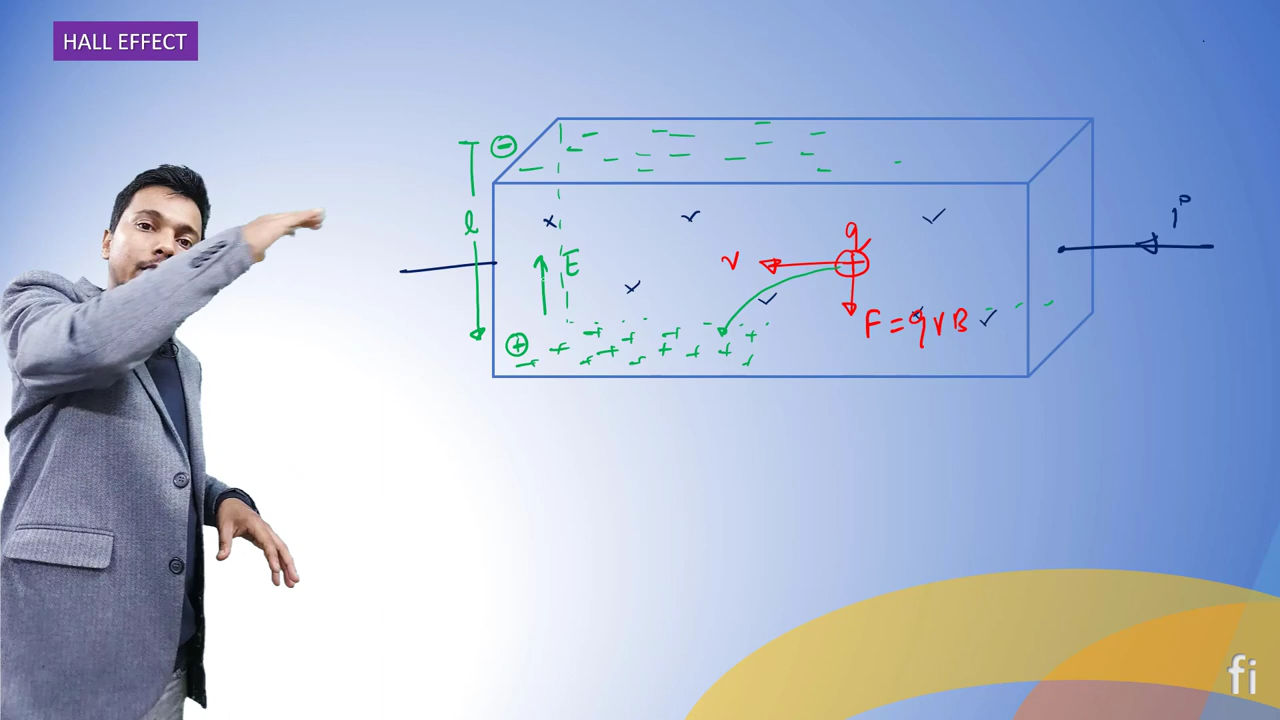 HALL EFFECT
l
E
v
q
F = qvB
i
fi